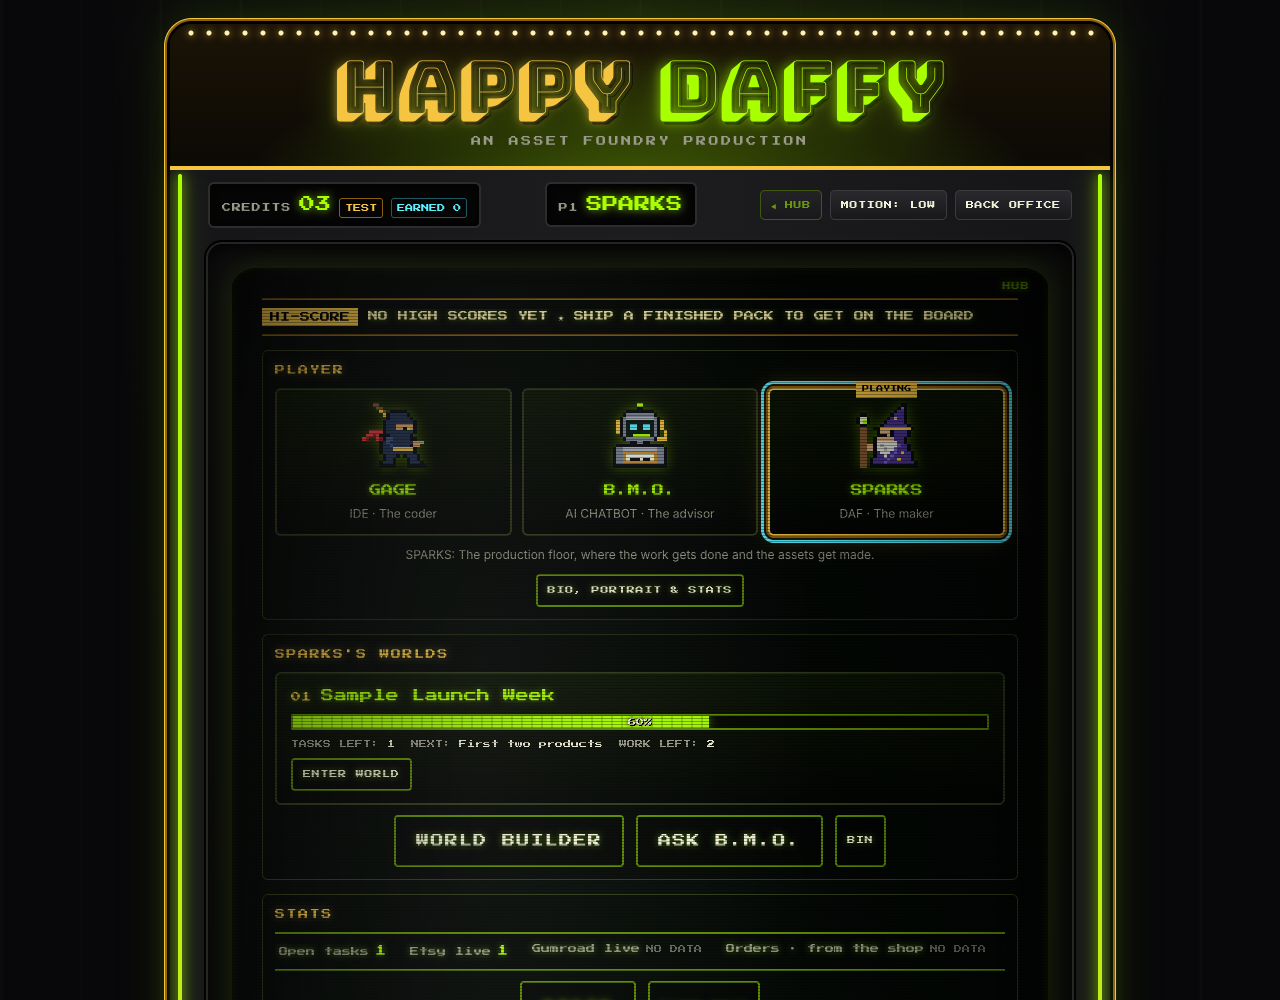 HAPPY DAFFY
AN ASSET FOUNDRY PRODUCTION
CREDITS 03 TEST EARNED 0
P1 SPARKS
◂ HUB
MOTION: LOW
BACK OFFICE
HUB
HI-SCORE NO HIGH SCORES YET . SHIP A FINISHED PACK TO GET ON THE BOARD
PLAYER
PLAYING
GAGE
IDE · The coder
B.M.O.
AI CHATBOT · The advisor
SPARKS
DAF · The maker
SPARKS: The production floor, where the work gets done and the assets get made.
BIO, PORTRAIT & STATS
SPARKS'S WORLDS
01 Sample Launch Week
60%
TASKS LEFT: 1 NEXT: First two products WORK LEFT: 2
ENTER WORLD
WORLD BUILDER
ASK B.M.O.
BIN
STATS
Open tasks 1 Etsy live 1 Gumroad live NO DATA Orders · from the shop NO DATA